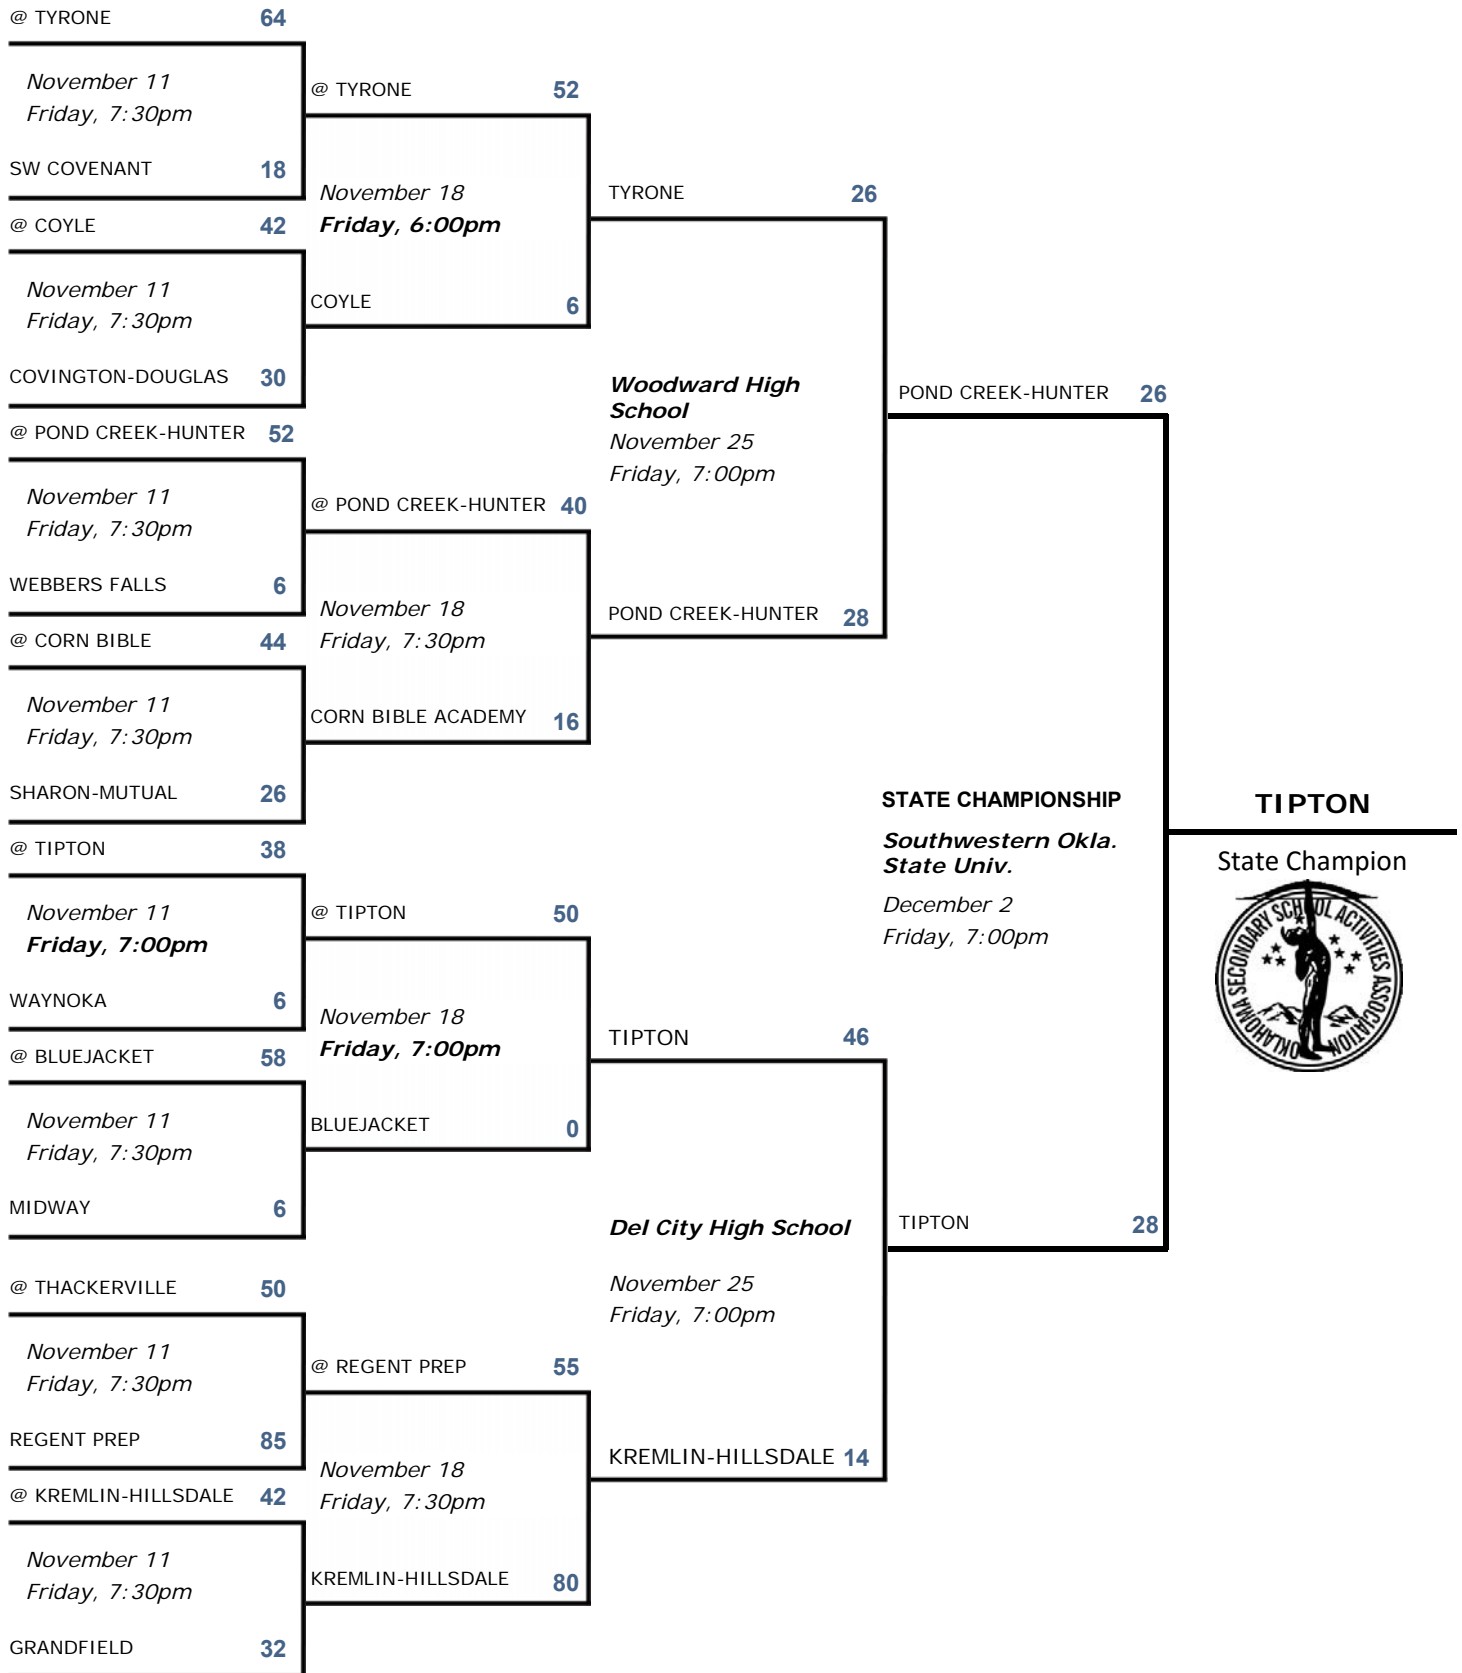 @ TYRONE 64
November 11
Friday, 7:30pm
SW COVENANT 18
@ COYLE 42
November 11
Friday, 7:30pm
COVINGTON-DOUGLAS 30
@ POND CREEK-HUNTER 52
November 11
Friday, 7:30pm
WEBBERS FALLS 6
@ CORN BIBLE 44
November 11
Friday, 7:30pm
SHARON-MUTUAL 26
@ TIPTON 38
November 11
Friday, 7:00pm
WAYNOKA 6
@ BLUEJACKET 58
November 11
Friday, 7:30pm
MIDWAY 6
@ THACKERVILLE 50
November 11
Friday, 7:30pm
REGENT PREP 85
@ KREMLIN-HILLSDALE 42
November 11
Friday, 7:30pm
GRANDFIELD 32
@ TYRONE 52
November 18
Friday, 6:00pm
COYLE 6
@ POND CREEK-HUNTER 40
November 18
Friday, 7:30pm
CORN BIBLE ACADEMY 16
@ TIPTON 50
November 18
Friday, 7:00pm
BLUEJACKET 0
@ REGENT PREP 55
November 18
Friday, 7:30pm
KREMLIN-HILLSDALE 80
TYRONE 26
Woodward High
School
November 25
Friday, 7:00pm
POND CREEK-HUNTER 28
TIPTON 46
Del City High School
November 25
Friday, 7:00pm
KREMLIN-HILLSDALE 14
POND CREEK-HUNTER 26
STATE CHAMPIONSHIP
Southwestern Okla.
State Univ.
December 2
Friday, 7:00pm
TIPTON 28
TIPTON
State Champion
OKLAHOMA SECONDARY SCHOOL ACTIVITIES ASSOCIATION